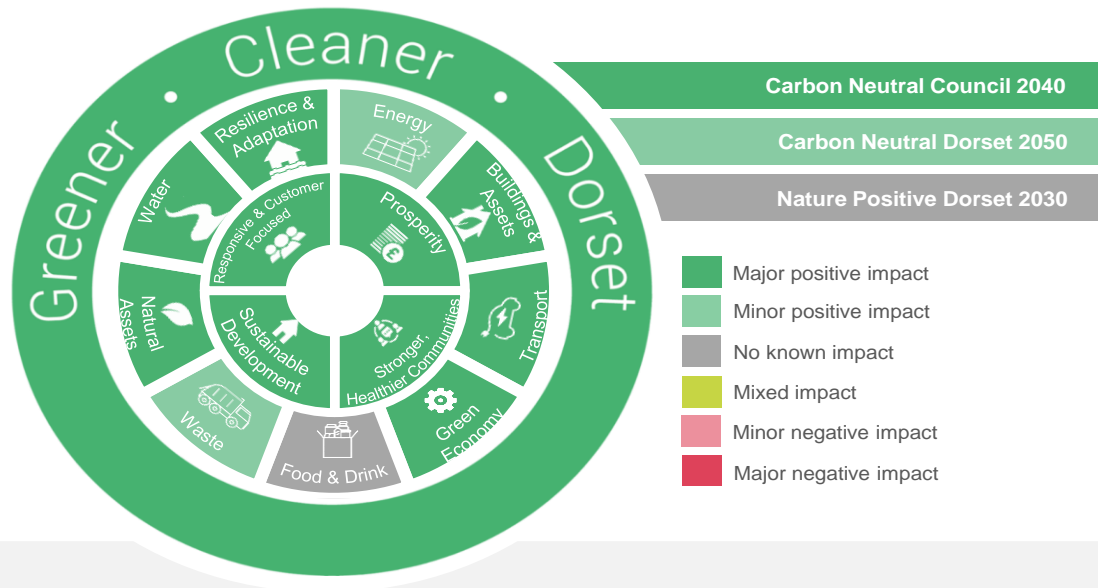 Greener
Cleaner
Dorset
Carbon Neutral Council 2040
Carbon Neutral Dorset 2050
Nature Positive Dorset 2030
Resilience &
Adaptation
Energy
Buildings &
Assets
Transport
Green
Economy
Food & Drink
Waste
Natural
Assets
Water
Responsive & Customer
Focused
Prosperity
Stronger,
Healthier Communities
Sustainable
Development
Major positive impact
Minor positive impact
No known impact
Mixed impact
Minor negative impact
Major negative impact